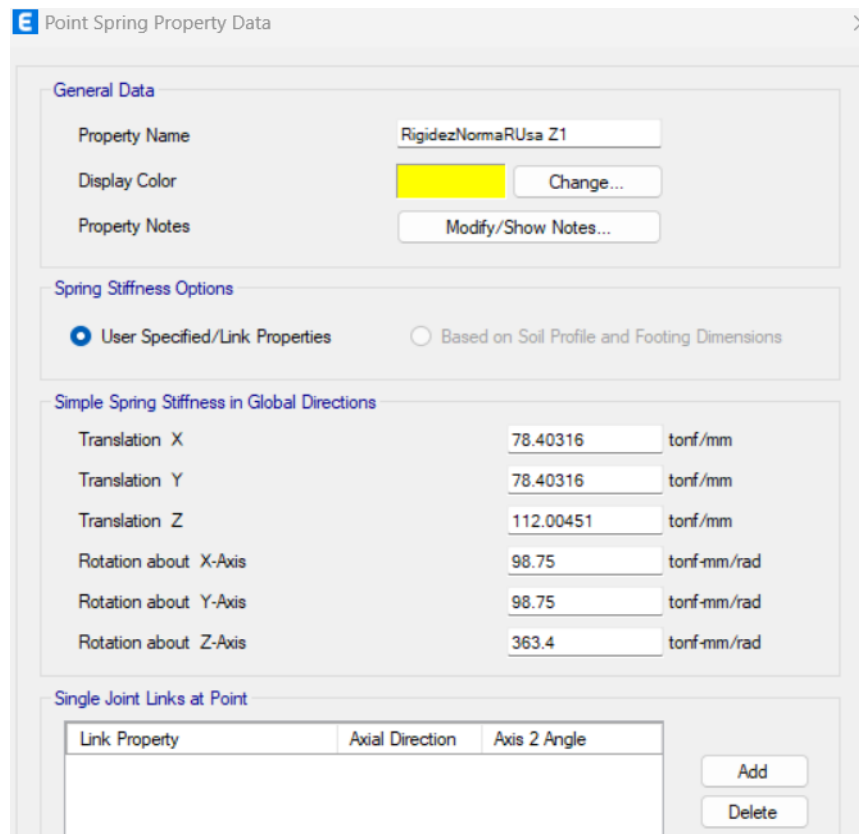 E Point Spring Property Data
General Data
Property Name RigidezNormaRUsa Z1
Display Color Change...
Property Notes Modify/Show Notes...
Spring Stiffness Options
User Specified/Link Properties Based on Soil Profile and Footing Dimensions
Simple Spring Stiffness in Global Directions
Translation X 78.40316 tonf/mm
Translation Y 78.40316 tonf/mm
Translation Z 112.00451 tonf/mm
Rotation about X-Axis 98.75 tonf-mm/rad
Rotation about Y-Axis 98.75 tonf-mm/rad
Rotation about Z-Axis 363.4 tonf-mm/rad
Single Joint Links at Point
Link Property Axial Direction Axis 2 Angle
Add
Delete